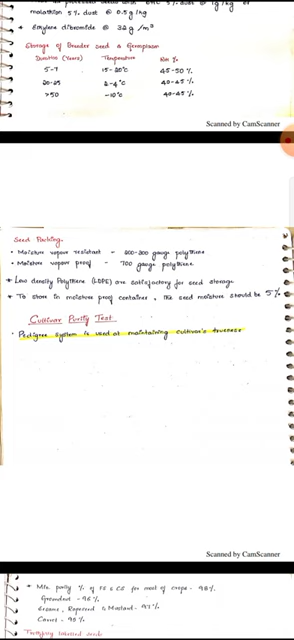 malathion 5% dust @ 0.5g/kg
* Ethylene dibromide @ 32g/m³
Storage of Breeder seed & Germplasm
Duration (Years) Temperature RH %
5-7 15-20°C 45-50%
20-25 2-4°C 40-45%
>50 -10°C 40-45%
Scanned by CamScanner
Seed Packing.
• Moisture vapour resistant - 200-300 gauge polythene
• Moisture vapour proof - 700 gauge polythene
* Low density Polythene (LDPE) are satisfactory for seed storage.
* To store in moisture proof container, the seed moisture should be 5%
Cultivar Purity Test
• Pedigree system is used at maintaining cultivar's trueness
Scanned by CamScanner
* Min. purity % of FS & CS for most of crops - 98%
Groundnut - 96%
Sesame, Rapeseed & Mustard - 97%
Carrot - 95%
labelled seed